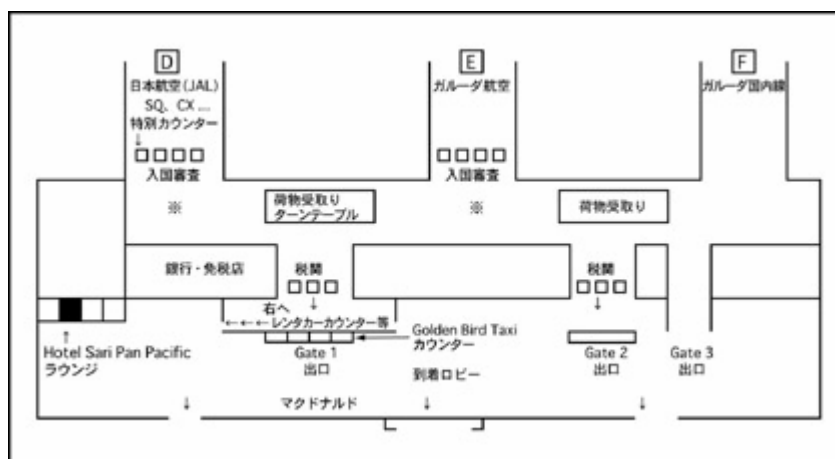 D
日本航空(JAL)
SQ、CX ...
特別カウンター
↓
入国審査
※
E
ガルーダ航空
入国審査
※
F
ガルーダ国内線
荷物受取り
ターンテーブル
荷物受取り
銀行・免税店
税関
↓
税関
↓
右へ
←←←レンタカーカウンター等
Golden Bird Taxi
カウンター
↑
Hotel Sari Pan Pacific
ラウンジ
Gate 1
出口
到着ロビー
Gate 2
出口
Gate 3
出口
↓
マクドナルド
↓
↓